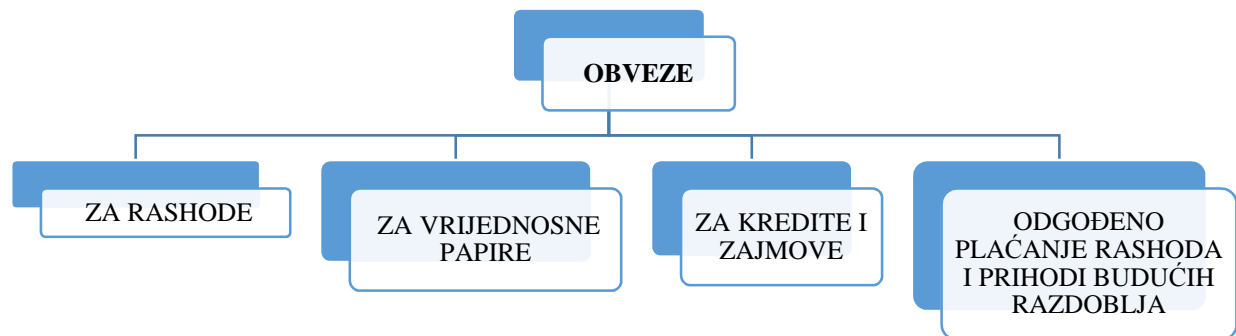 OBVEZE
ZA RASHODE
ZA VRIJEDNOSNE
PAPIRE
ZA KREDITE I
ZAJMOVE
ODGOĐENO
PLAĆANJE RASHODA
I PRIHODI BUDUĆIH
RAZDOBLJA